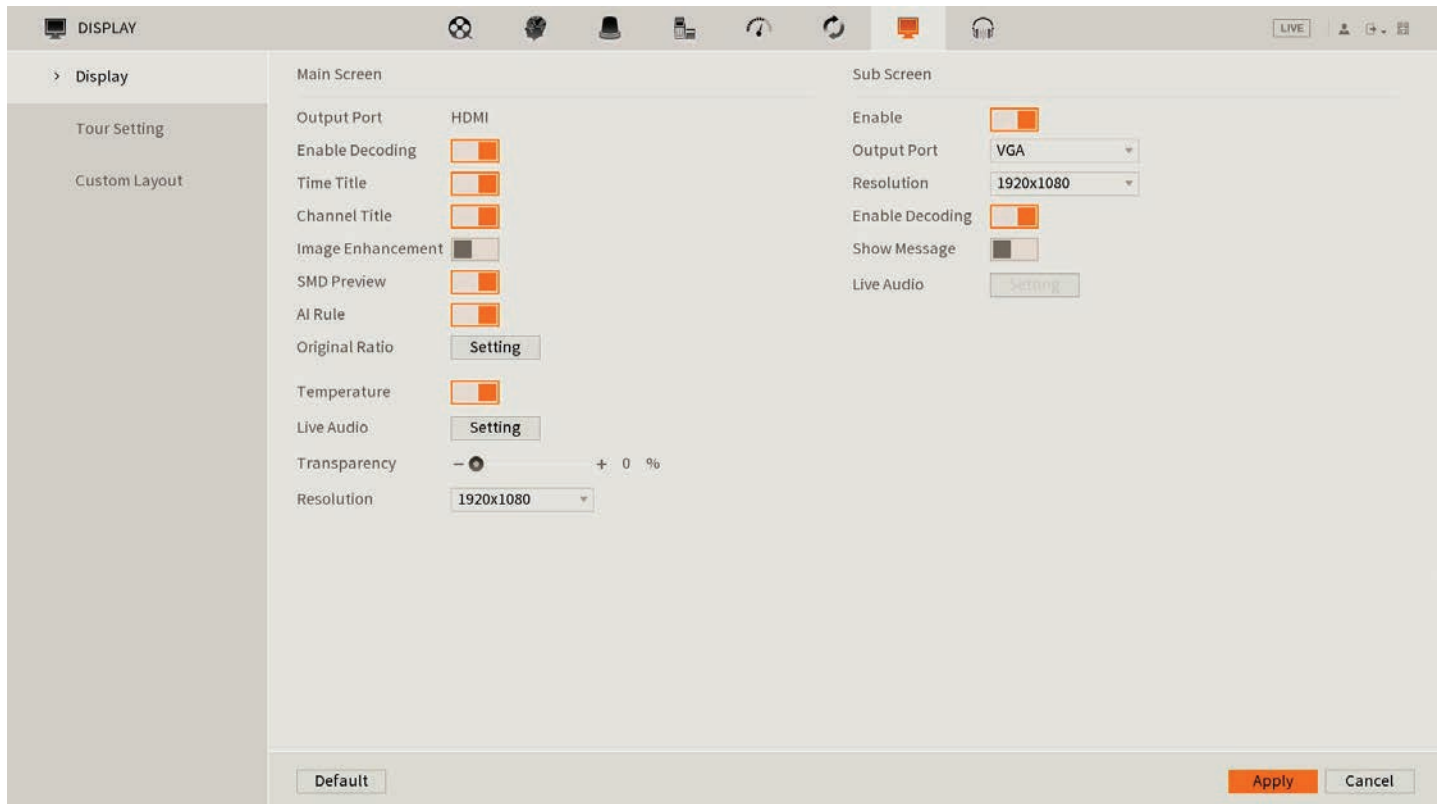 DISPLAY
LIVE
> Display
Tour Setting
Custom Layout
Main Screen
Output Port HDMI
Enable Decoding
Time Title
Channel Title
Image Enhancement
SMD Preview
AI Rule
Original Ratio Setting
Temperature
Live Audio Setting
Transparency − + 0 %
Resolution 1920x1080
Sub Screen
Enable
Output Port VGA
Resolution 1920x1080
Enable Decoding
Show Message
Live Audio Setting
Default
Apply
Cancel